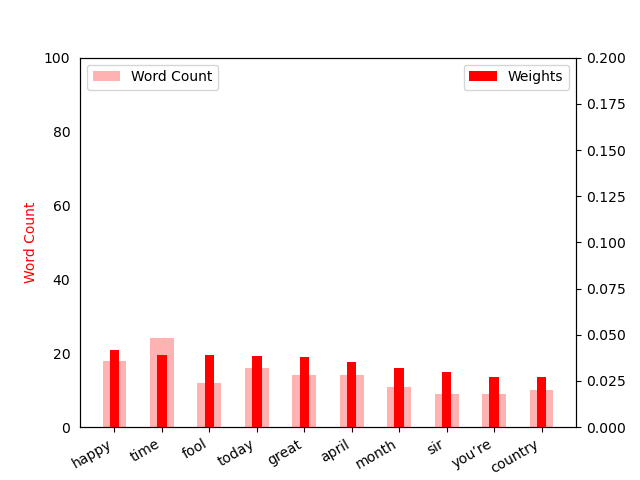 Word Count
Weights
100
80
60
40
20
0
Word Count
0.200
0.175
0.150
0.125
0.100
0.075
0.050
0.025
0.000
happy
time
fool
today
great
april
month
sir
you’re
country